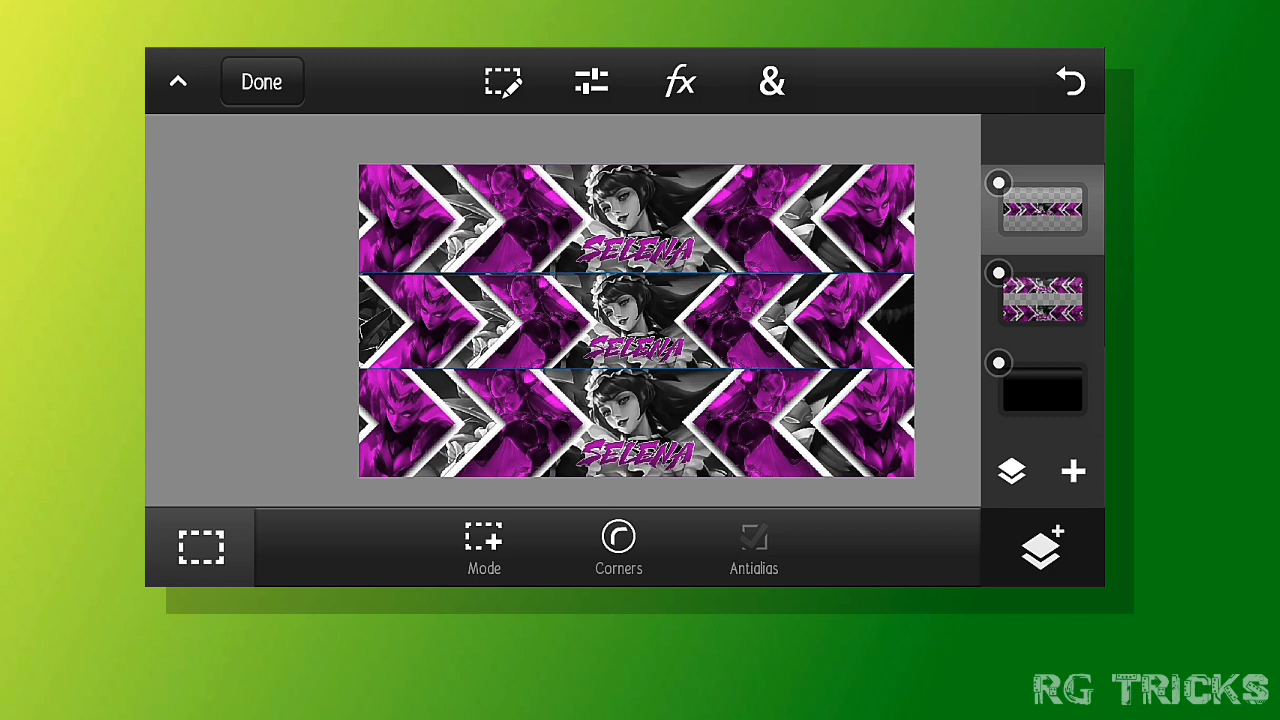 Done
fx
&
SELENA
SELENA
SELENA
Mode
Corners
Antialias
RG TRICKS